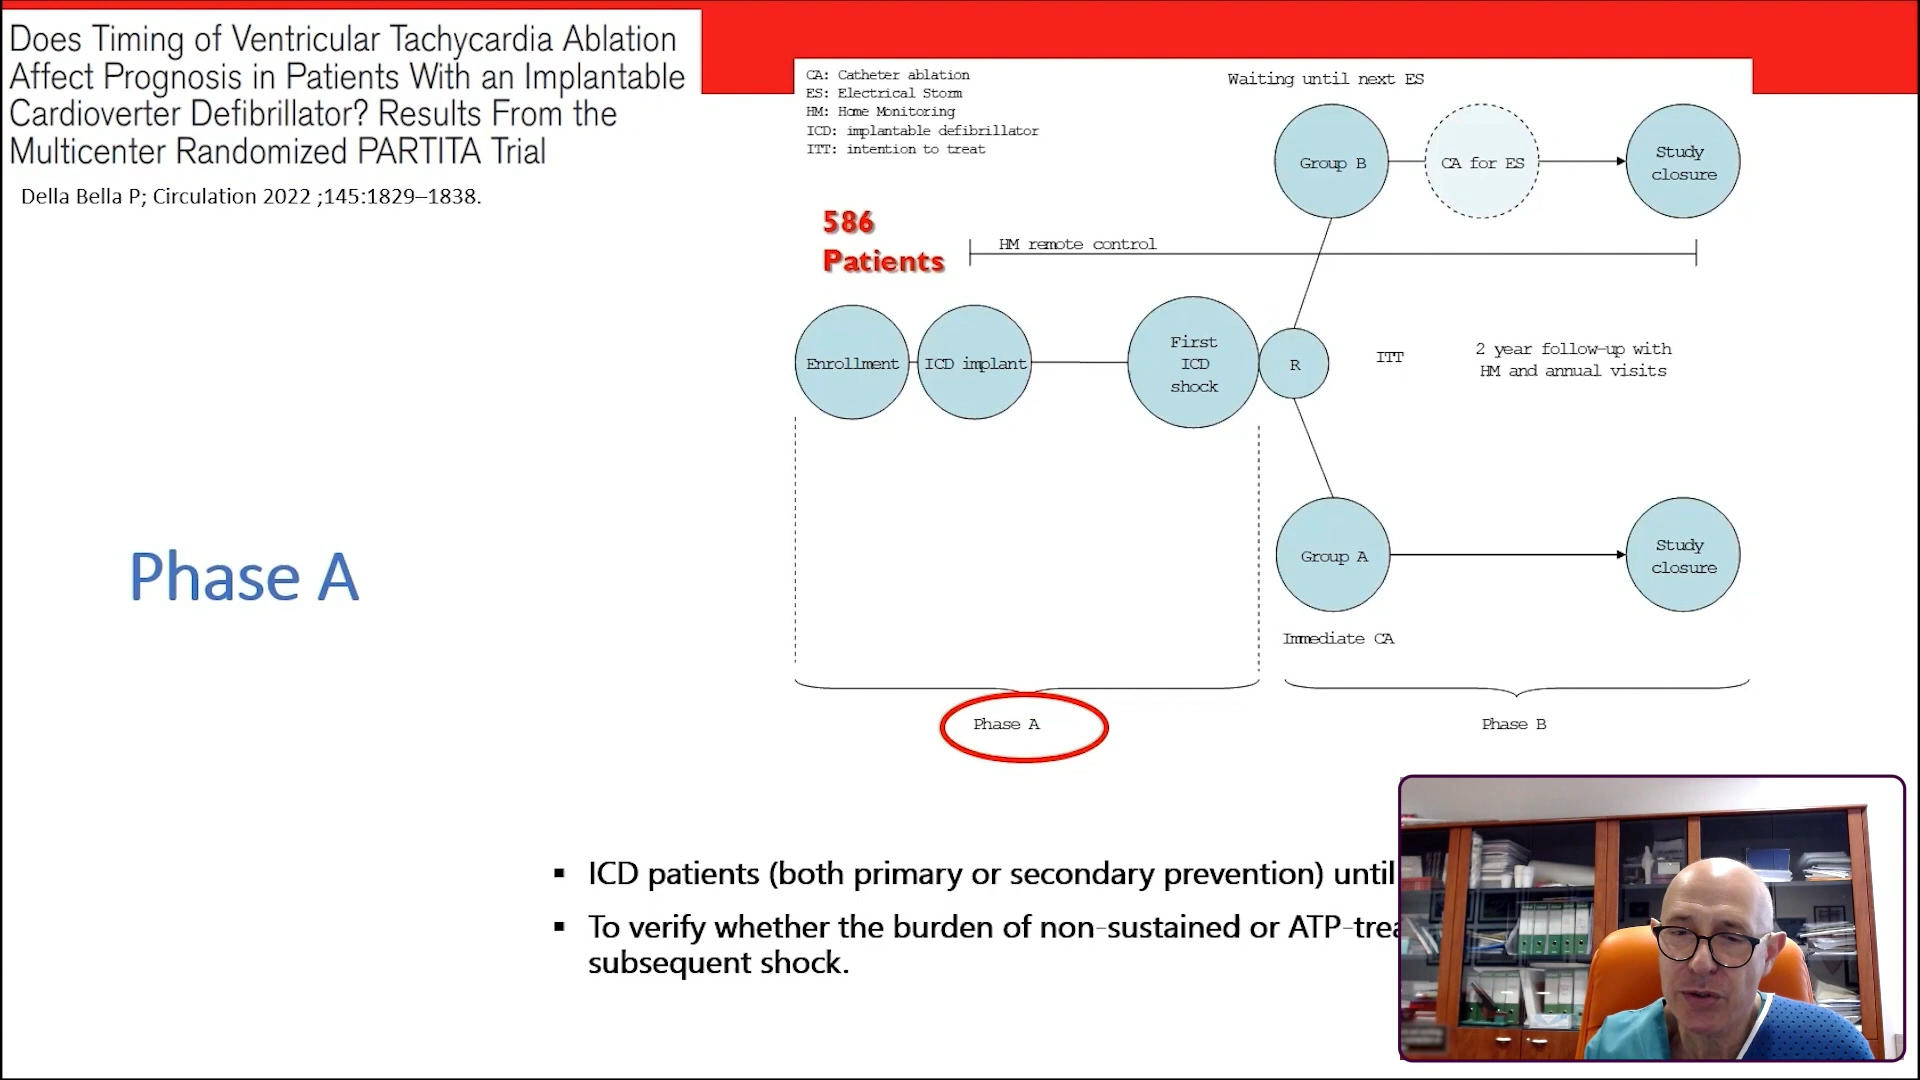 Does Timing of Ventricular Tachycardia Ablation
Affect Prognosis in Patients With an Implantable
Cardioverter Defibrillator? Results From the
Multicenter Randomized PARTITA Trial
Della Bella P; Circulation 2022 ;145:1829–1838.
CA: Catheter ablation
ES: Electrical Storm
HM: Home Monitoring
ICD: implantable defibrillator
ITT: intention to treat
Waiting until next ES
Group B
CA for ES
Study
closure
586
Patients
HM remote control
Enrollment
ICD implant
First
ICD
shock
R
ITT
2 year follow-up with
HM and annual visits
Group A
Study
closure
Immediate CA
Phase A
Phase A
Phase B
▪ ICD patients (both primary or secondary prevention) until
▪ To verify whether the burden of non-sustained or ATP-trea
subsequent shock.